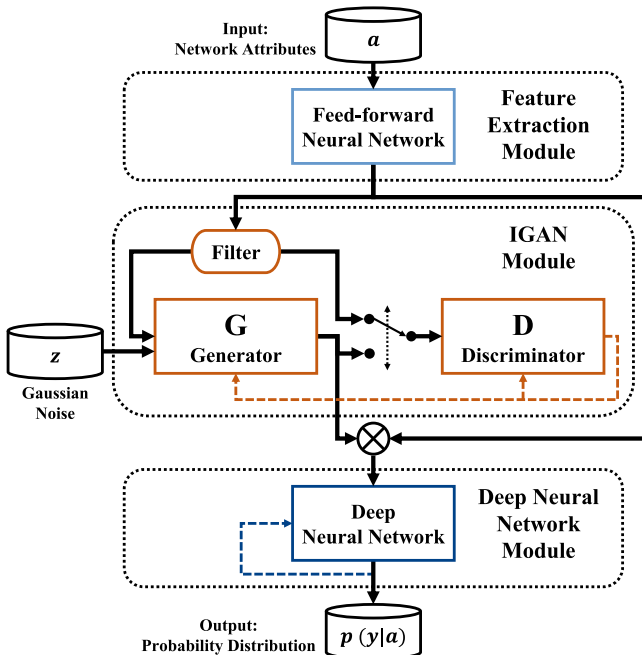 Input:
Network Attributes
a
Feed-forward
Neural Network
Feature
Extraction
Module
IGAN
Module
Filter
G
Generator
D
Discriminator
z
Gaussian
Noise
Deep
Neural Network
Deep Neural
Network
Module
Output:
Probability Distribution
p (y|a)